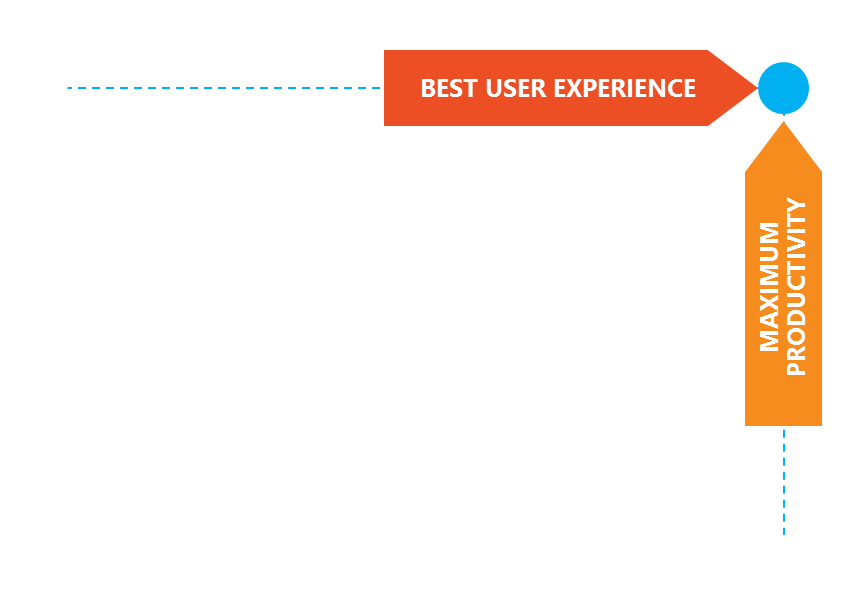 BEST USER EXPERIENCE
MAXIMUM
PRODUCTIVITY